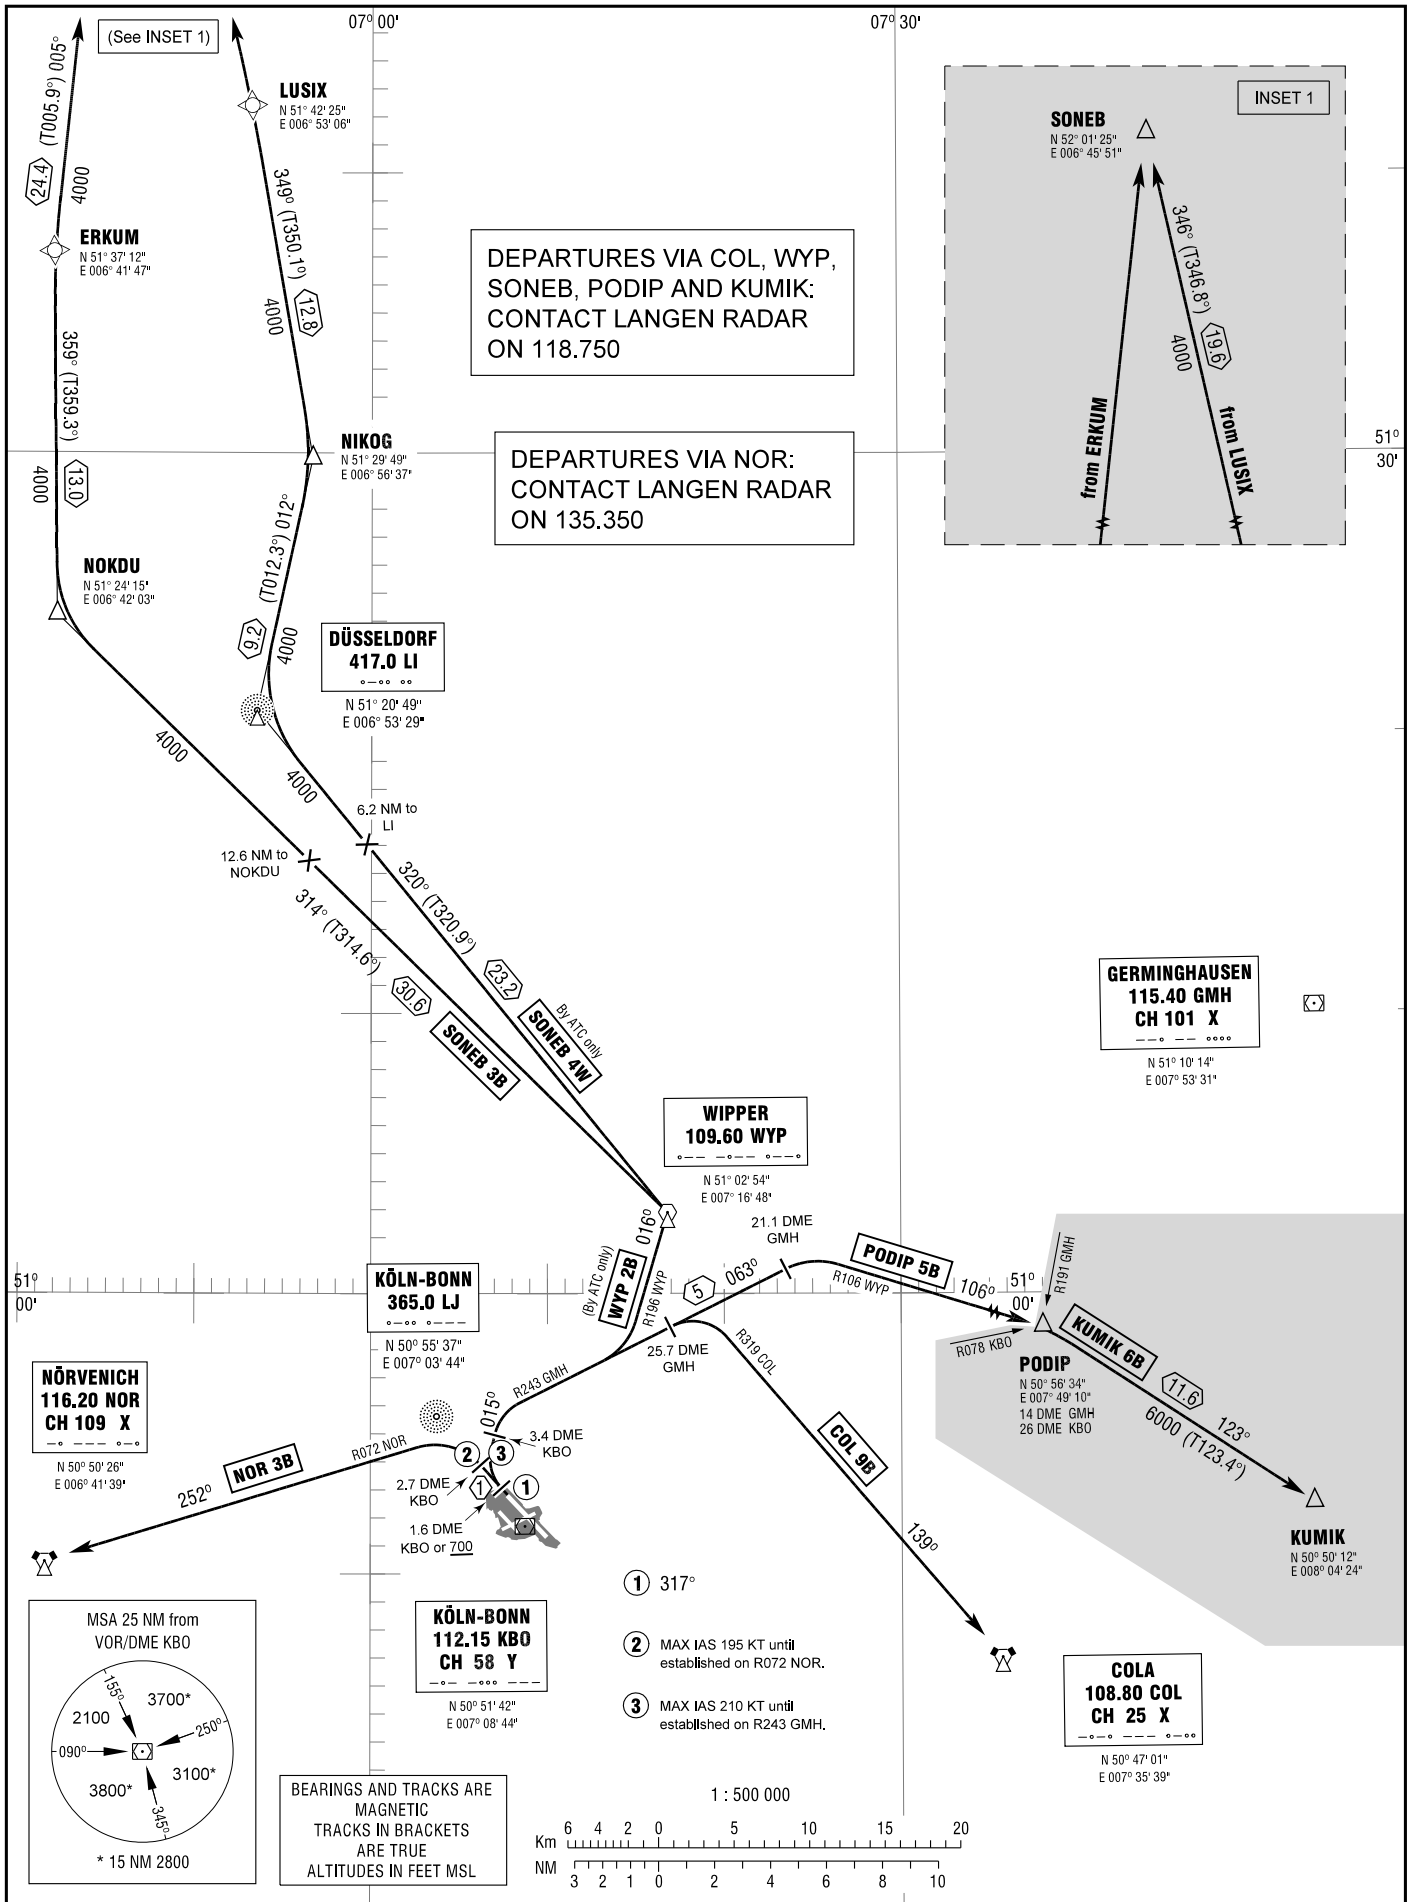 07° 00'
07° 30'
(See INSET 1)
LUSIX
N 51° 42' 25"
E 006° 53' 06"
24.4
(T005.9°) 005°
4000
ERKUM
N 51° 37' 12"
E 006° 41' 47"
349° (T350.1°)
12.8
4000
359° (T359.3°)
13.0
4000
NIKOG
N 51° 29' 49"
E 006° 56' 37"
NOKDU
N 51° 24' 15"
E 006° 42' 03"
9.2
(T012.3°) 012°
4000
DEPARTURES VIA COL, WYP,
SONEB, PODIP AND KUMIK:
CONTACT LANGEN RADAR
ON 118.750
DEPARTURES VIA NOR:
CONTACT LANGEN RADAR
ON 135.350
INSET 1
SONEB
N 52° 01' 25"
E 006° 45' 51"
346° (T346.8°)
19.6
4000
from ERKUM
from LUSIX
51°
30'
DÜSSELDORF
417.0 LI
N 51° 20' 49"
E 006° 53' 29"
4000
4000
6.2 NM to
LI
12.6 NM to
NOKDU
320° (T320.9°)
23.2
314° (T314.6°)
30.6
By ATC only
SONEB 4W
SONEB 3B
GERMINGHAUSEN
115.40 GMH
CH 101 X
N 51° 10' 14"
E 007° 53' 31"
WIPPER
109.60 WYP
N 51° 02' 54"
E 007° 16' 48"
016°
(By ATC only)
WYP 2B
R196 WYP
21.1 DME
GMH
5
063°
PODIP 5B
R106 WYP
106°
51°
00'
51°
00'
R191 GMH
R078 KBO
KUMIK 6B
11.6
123°
6000 (T123.4°)
PODIP
N 50° 56' 34"
E 007° 49' 10"
14 DME GMH
26 DME KBO
KUMIK
N 50° 50' 12"
E 008° 04' 24"
KÖLN-BONN
365.0 LJ
N 50° 55' 37"
E 007° 03' 44"
25.7 DME
GMH
R319 COL
COL 9B
139°
R243 GMH
015°
3.4 DME
KBO
NÖRVENICH
116.20 NOR
CH 109 X
N 50° 50' 26"
E 006° 41' 39"
R072 NOR
NOR 3B
252°
2
3
2.7 DME
KBO
1
1
1.6 DME
KBO or 700
1 317°
2 MAX IAS 195 KT until
established on R072 NOR.
3 MAX IAS 210 KT until
established on R243 GMH.
KÖLN-BONN
112.15 KBO
CH 58 Y
N 50° 51' 42"
E 007° 08' 44"
COLA
108.80 COL
CH 25 X
N 50° 47' 01"
E 007° 35' 39"
MSA 25 NM from
VOR/DME KBO
155°
3700*
2100
250°
090°
3100*
3800*
345°
* 15 NM 2800
BEARINGS AND TRACKS ARE
MAGNETIC
TRACKS IN BRACKETS
ARE TRUE
ALTITUDES IN FEET MSL
1 : 500 000
Km 6 4 2 0 5 10 15 20
NM 3 2 1 0 2 4 6 8 10